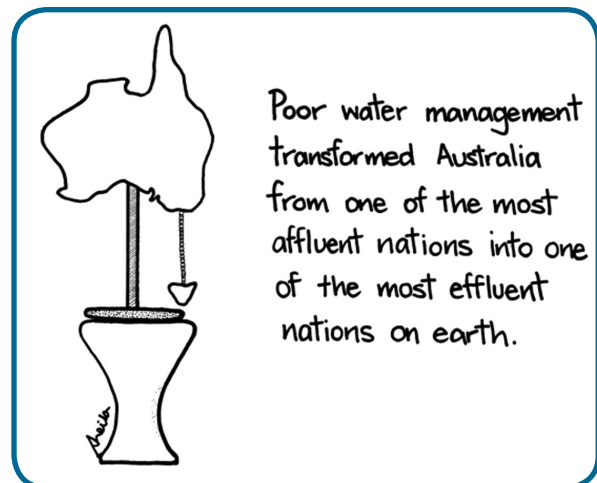 Poor water management
transformed Australia
from one of the most
affluent nations into one
of the most effluent
nations on earth.